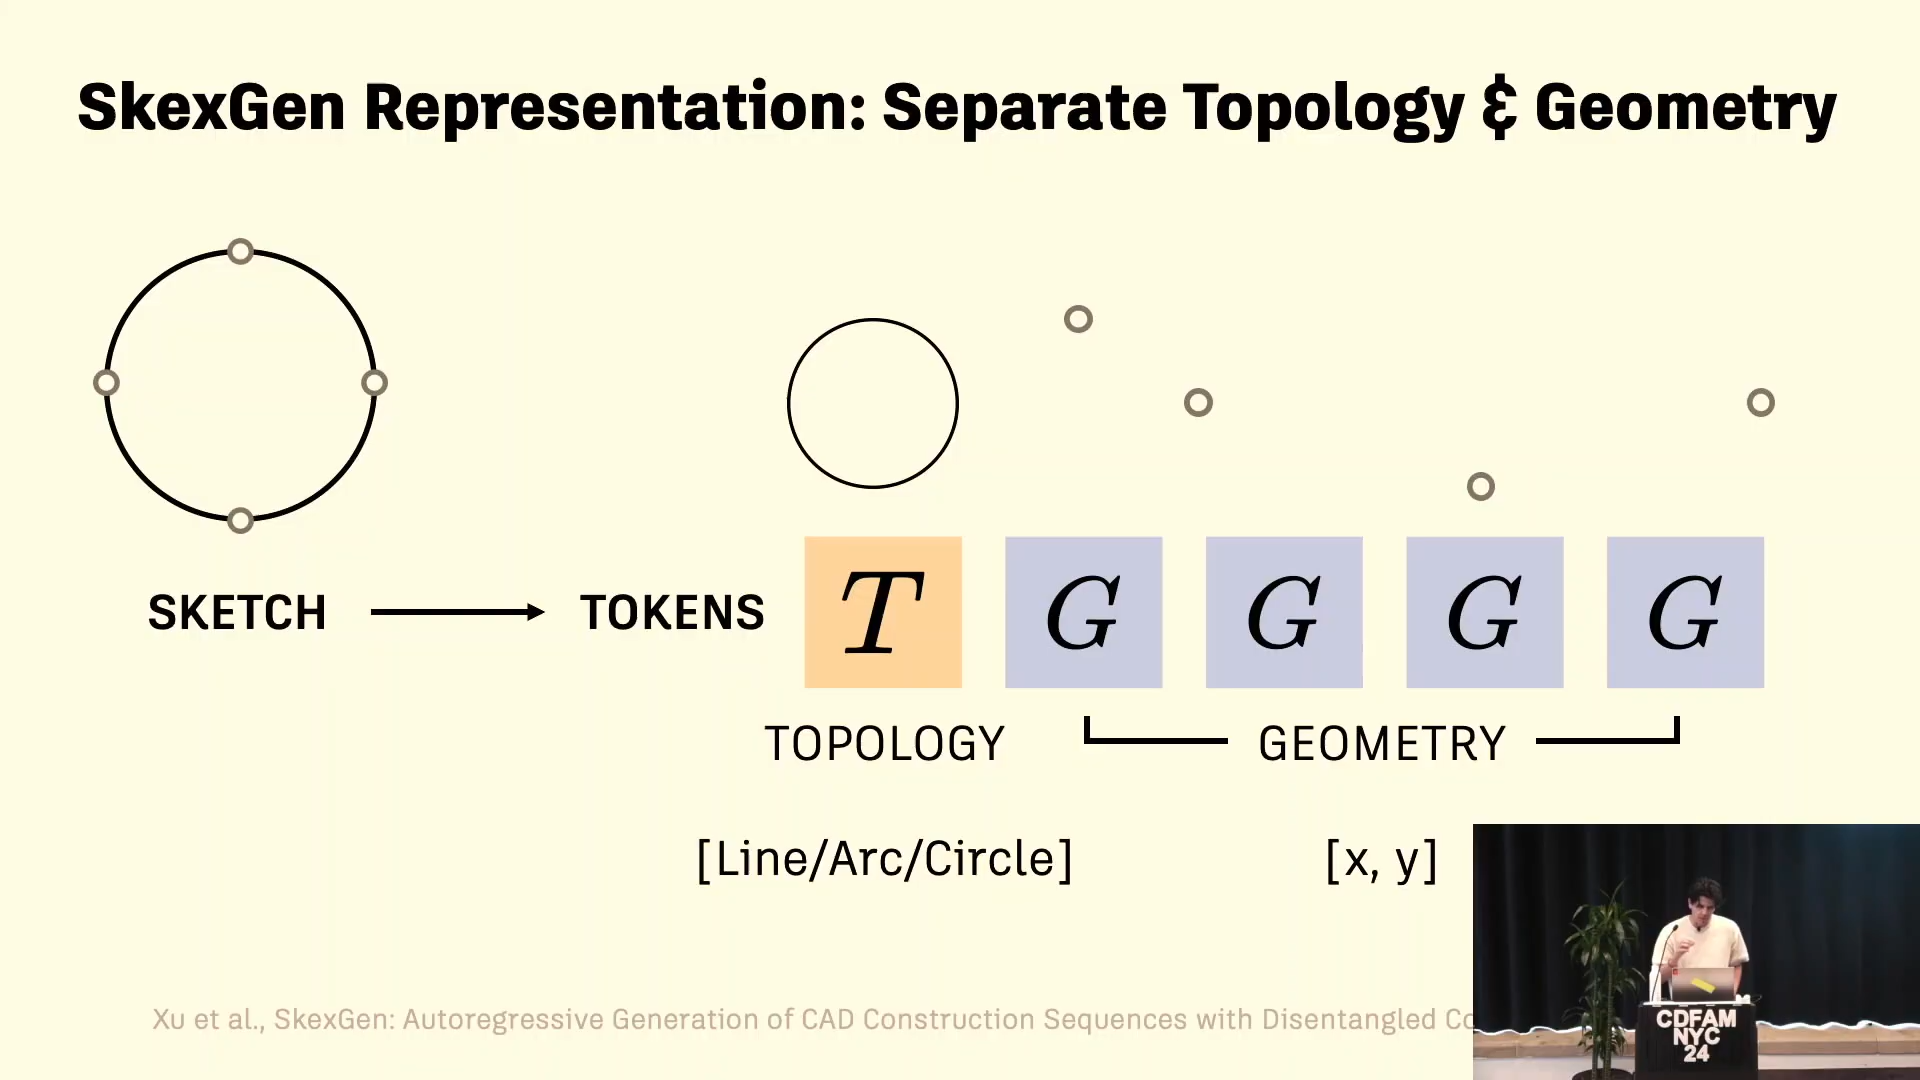 SkexGen Representation: Separate Topology & Geometry
SKETCH
TOKENS
T G G G G
TOPOLOGY
GEOMETRY
[Line/Arc/Circle]
[x, y]
Xu et al., SkexGen: Autoregressive Generation of CAD Construction Sequences with Disentangled
CDFAM
NYC
24